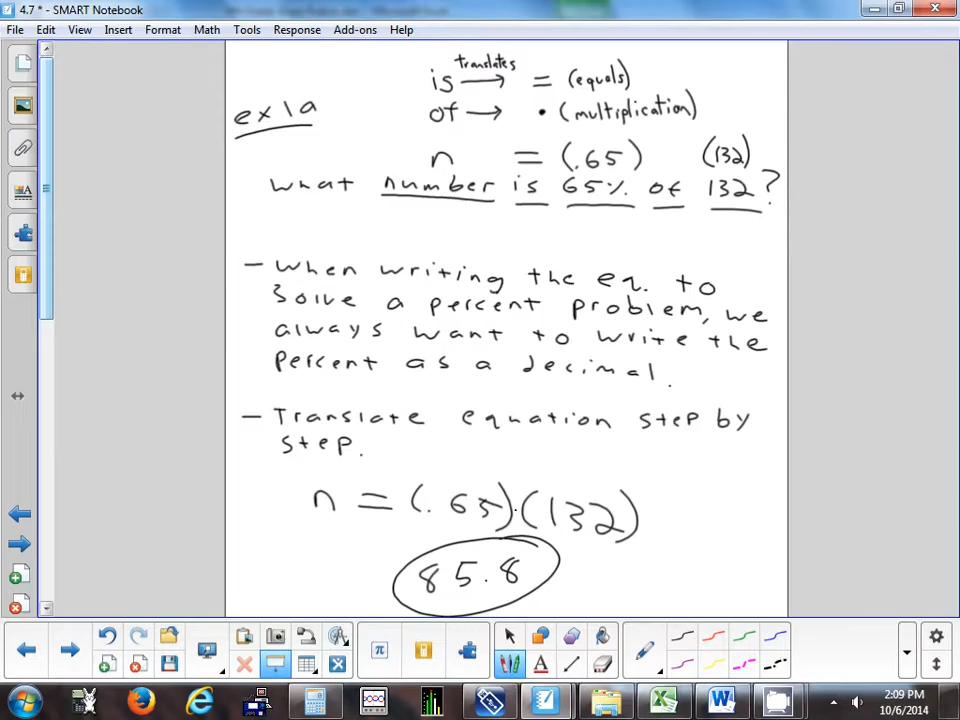 4.7 * - SMART Notebook
File Edit View Insert Format Math Tools Response Add-ons Help
translates
is → = (equals)
ex 1a
of → • (multiplication)
n = (.65) (132)
What number is 65% of 132?
- When writing the eq. to
solve a percent problem, we
always want to write the
percent as a decimal.
- Translate equation step by
step.
n = (.65)·(132)
85.8
2:09 PM
10/6/2014